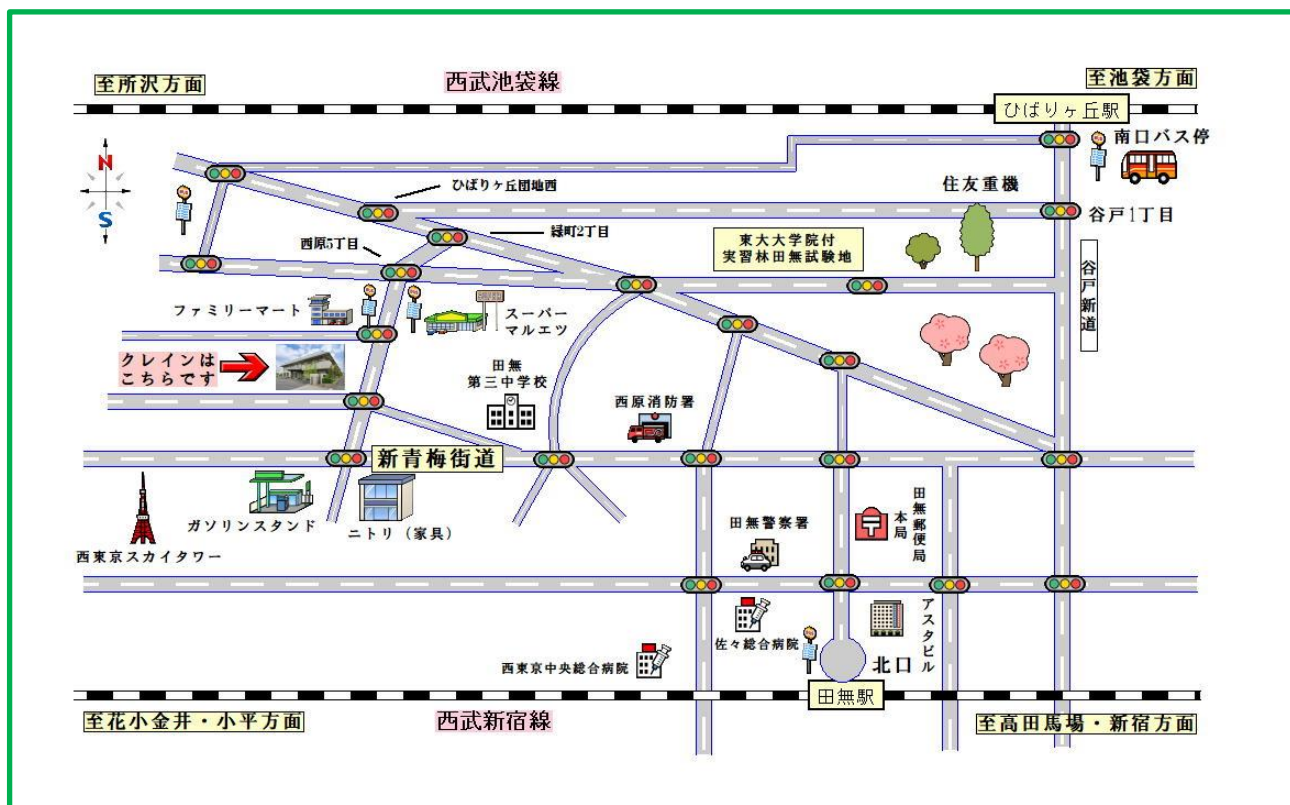 西武池袋線
至所沢方面
至池袋方面
ひばりヶ丘駅
南口バス停
N
S
ひばりヶ丘団地西
住友重機
谷戸1丁目
西原5丁目
緑町2丁目
東大大学院付
実習林田無試験地
谷戸新道
ファミリーマート
スーパー
マルエツ
クレインは
こちらです
田無
第三中学校
西原消防署
新青梅街道
ガソリンスタンド
ニトリ（家具）
西東京スカイタワー
田無警察署
田無郵便局
本局
佐々総合病院
アスタビル
西東京中央総合病院
北口
田無駅
至花小金井・小平方面
西武新宿線
至高田馬場・新宿方面